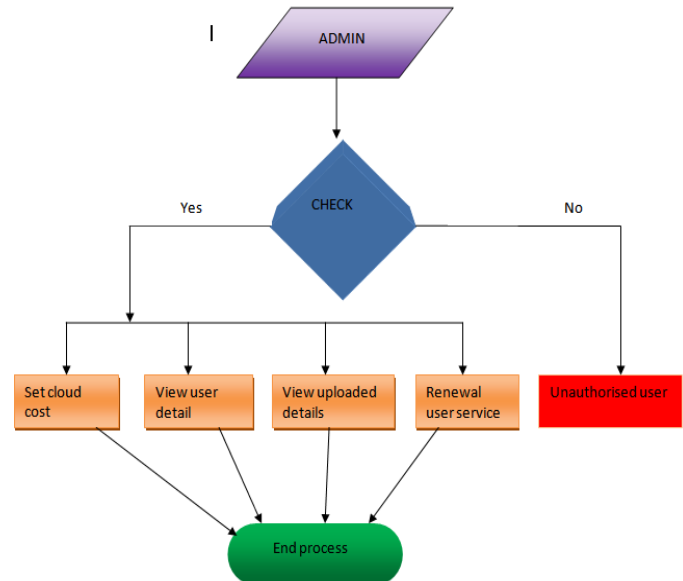 I
ADMIN
CHECK
Yes
No
Set cloud
cost
View user
detail
View uploaded
details
Renewal
user service
Unauthorised user
End process